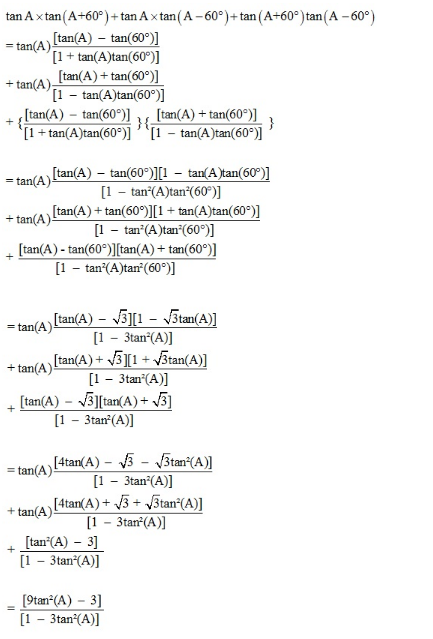 tan A × tan(A+60°) + tan A × tan(A − 60°) + tan(A + 60°)tan(A − 60°)
= tan(A) [tan(A) − tan(60°)] / [1 + tan(A)tan(60°)]
+ tan(A) [tan(A) + tan(60°)] / [1 − tan(A)tan(60°)]
+ { [tan(A) − tan(60°)] / [1 + tan(A)tan(60°)] }{ [tan(A) + tan(60°)] / [1 − tan(A)tan(60°)] }
= tan(A) [tan(A) − tan(60°)][1 − tan(A)tan(60°)] / [1 − tan²(A)tan²(60°)]
+ tan(A) [tan(A) + tan(60°)][1 + tan(A)tan(60°)] / [1 − tan²(A)tan²(60°)]
+ [tan(A) - tan(60°)][tan(A) + tan(60°)] / [1 − tan²(A)tan²(60°)]
= tan(A) [tan(A) − √3][1 − √3tan(A)] / [1 − 3tan²(A)]
+ tan(A) [tan(A) + √3][1 + √3tan(A)] / [1 − 3tan²(A)]
+ [tan(A) − √3][tan(A) + √3] / [1 − 3tan²(A)]
= tan(A) [4tan(A) − √3 − √3tan²(A)] / [1 − 3tan²(A)]
+ tan(A) [4tan(A) + √3 + √3tan²(A)] / [1 − 3tan²(A)]
+ [tan²(A) − 3] / [1 − 3tan²(A)]
= [9tan²(A) − 3] / [1 − 3tan²(A)]